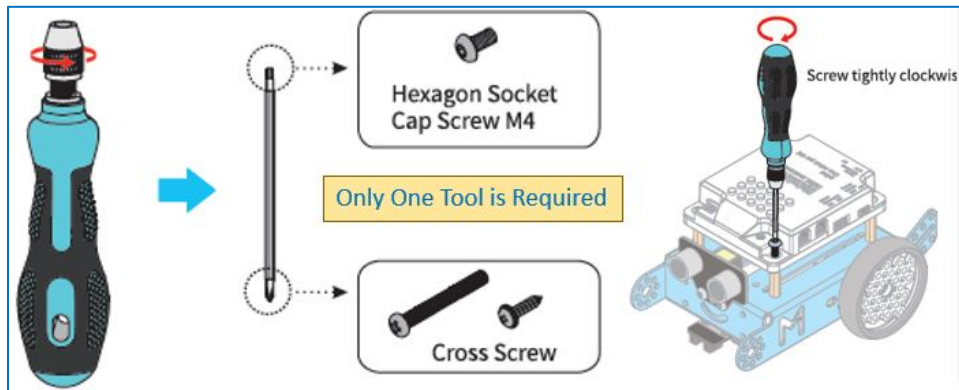 Hexagon Socket
Cap Screw M4
Only One Tool is Required
Cross Screw
Screw tightly clockwis
M